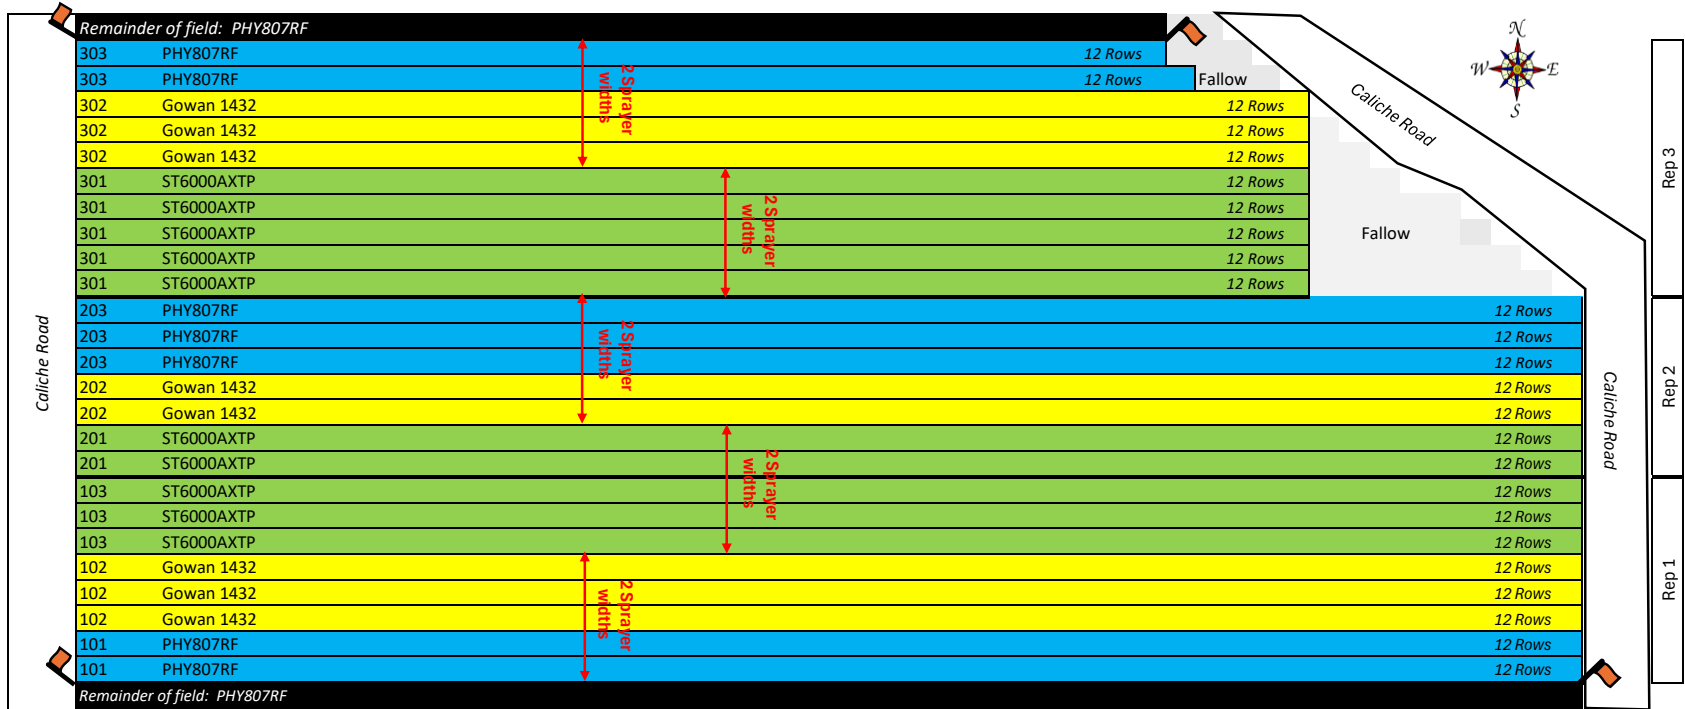 Remainder of field: PHY807RF
303 PHY807RF 12 Rows
303 PHY807RF 12 Rows Fallow
302 Gowan 1432 12 Rows
302 Gowan 1432 12 Rows
302 Gowan 1432 12 Rows
301 ST6000AXTP 12 Rows
301 ST6000AXTP 12 Rows
301 ST6000AXTP 12 Rows Fallow
301 ST6000AXTP 12 Rows
301 ST6000AXTP 12 Rows
203 PHY807RF 12 Rows
203 PHY807RF 12 Rows
203 PHY807RF 12 Rows
202 Gowan 1432 12 Rows
202 Gowan 1432 12 Rows
201 ST6000AXTP 12 Rows
201 ST6000AXTP 12 Rows
103 ST6000AXTP 12 Rows
103 ST6000AXTP 12 Rows
103 ST6000AXTP 12 Rows
102 Gowan 1432 12 Rows
102 Gowan 1432 12 Rows
102 Gowan 1432 12 Rows
101 PHY807RF 12 Rows
101 PHY807RF 12 Rows
Remainder of field: PHY807RF
2 Sprayer
widths
2 Sprayer
widths
2 Sprayer
widths
2 Sprayer
widths
2 Sprayer
widths
Caliche Road
Caliche Road
Caliche Road
N
W E
S
Rep 3
Rep 2
Rep 1